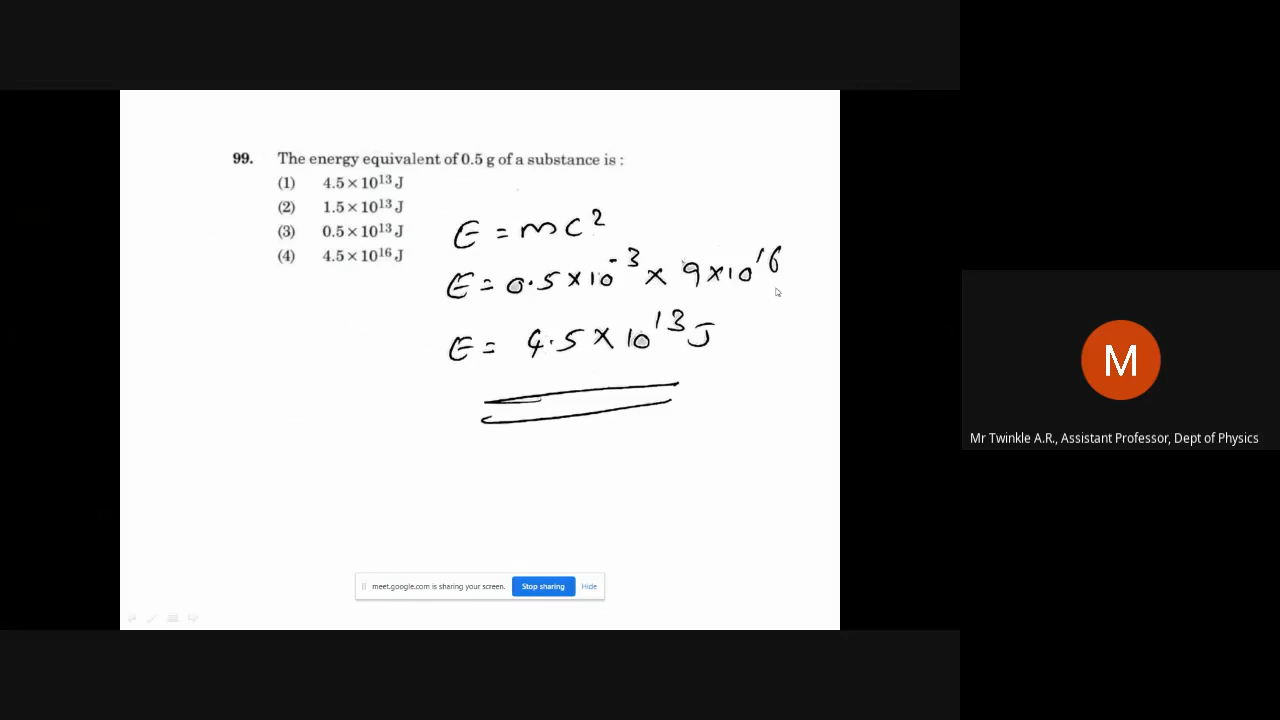 99. The energy equivalent of 0.5 g of a substance is :
(1) 4.5 × 10¹³ J
(2) 1.5 × 10¹³ J
(3) 0.5 × 10¹³ J
(4) 4.5 × 10¹⁶ J
E = mc²
E = 0.5 × 10⁻³ × 9 × 10¹⁶
E = 4.5 × 10¹³ J
M
Mr Twinkle A.R., Assistant Professor, Dept of Physics
meet.google.com is sharing your screen. Stop sharing Hide